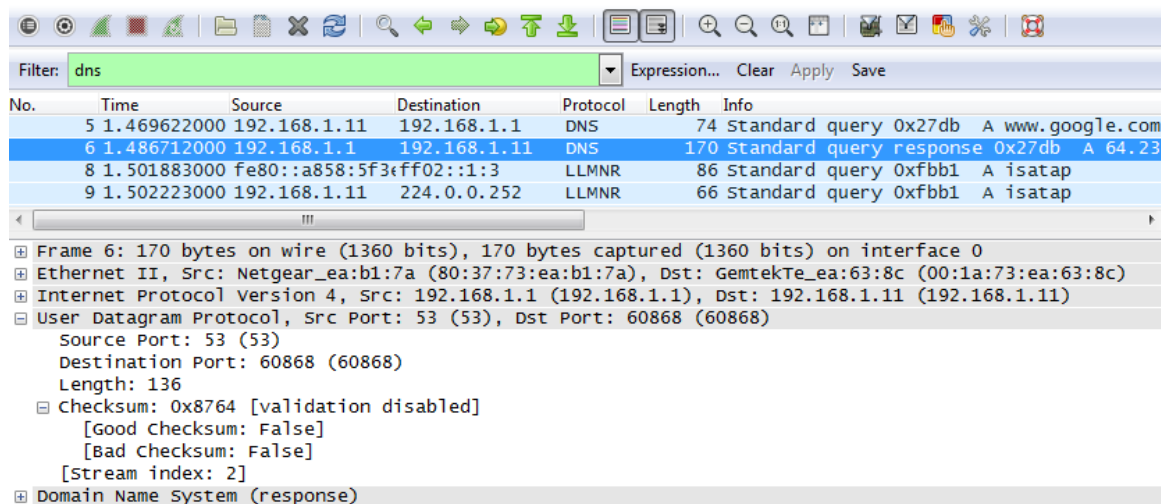 Filter: dns Expression... Clear Apply Save
No. Time Source Destination Protocol Length Info
5 1.469622000 192.168.1.11 192.168.1.1 DNS 74 Standard query 0x27db A www.google.com
6 1.486712000 192.168.1.1 192.168.1.11 DNS 170 Standard query response 0x27db A 64.23
8 1.501883000 fe80::a858:5f3 ff02::1:3 LLMNR 86 Standard query 0xfbb1 A isatap
9 1.502223000 192.168.1.11 224.0.0.252 LLMNR 66 Standard query 0xfbb1 A isatap
Frame 6: 170 bytes on wire (1360 bits), 170 bytes captured (1360 bits) on interface 0
Ethernet II, Src: Netgear_ea:b1:7a (80:37:73:ea:b1:7a), Dst: GemtekTe_ea:63:8c (00:1a:73:ea:63:8c)
Internet Protocol Version 4, Src: 192.168.1.1 (192.168.1.1), Dst: 192.168.1.11 (192.168.1.11)
User Datagram Protocol, Src Port: 53 (53), Dst Port: 60868 (60868)
Source Port: 53 (53)
Destination Port: 60868 (60868)
Length: 136
Checksum: 0x8764 [validation disabled]
[Good Checksum: False]
[Bad Checksum: False]
[Stream index: 2]
Domain Name System (response)